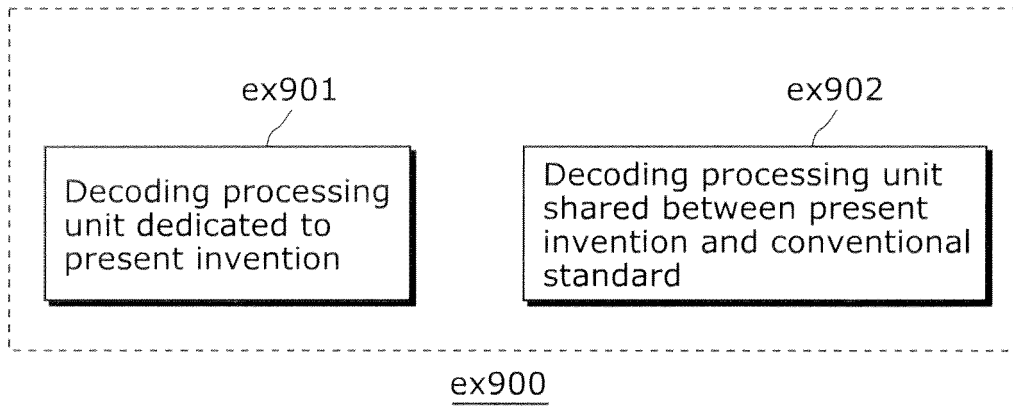 ex901
Decoding processing
unit dedicated to
present invention
ex902
Decoding processing unit
shared between present
invention and conventional
standard
ex900